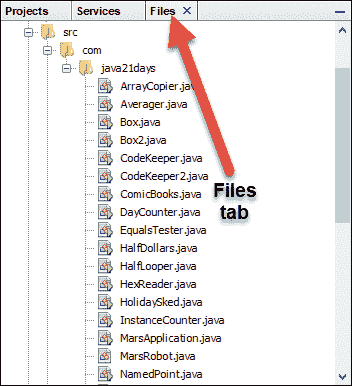 Projects Services Files
src
com
java21days
ArrayCopier.java
Averager.java
Box.java
Box2.java
CodeKeeper.java
CodeKeeper2.java
ComicBooks.java
DayCounter.java
EqualsTester.java
HalfDollars.java
HalfLooper.java
HexReader.java
HolidaySked.java
InstanceCounter.java
MarsApplication.java
MarsRobot.java
NamedPoint.java
Files
tab